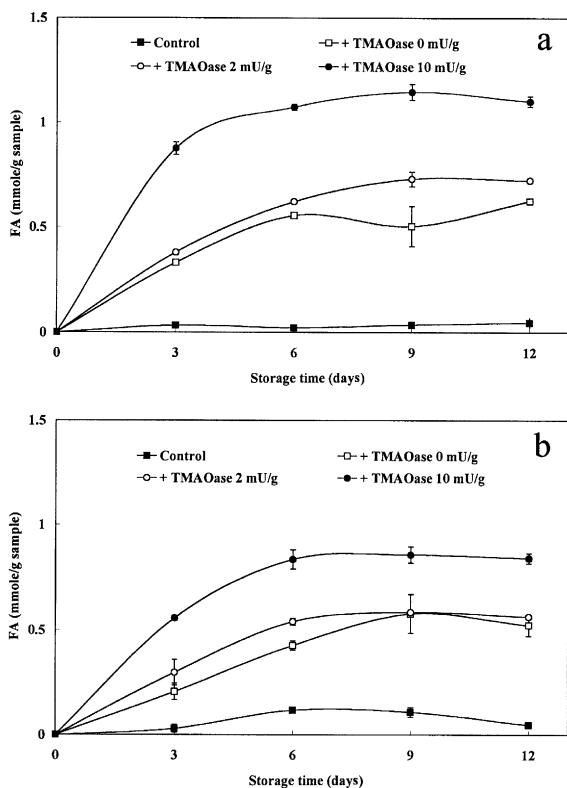 a
Control
+ TMAOase 0 mU/g
+ TMAOase 2 mU/g
+ TMAOase 10 mU/g
1.5
1
0.5
0
FA (mmole/g sample)
0 3 6 9 12
Storage time (days)
b
Control
+ TMAOase 0 mU/g
+ TMAOase 2 mU/g
+ TMAOase 10 mU/g
1.5
1
0.5
0
FA (mmole/g sample)
0 3 6 9 12
Storage time (days)